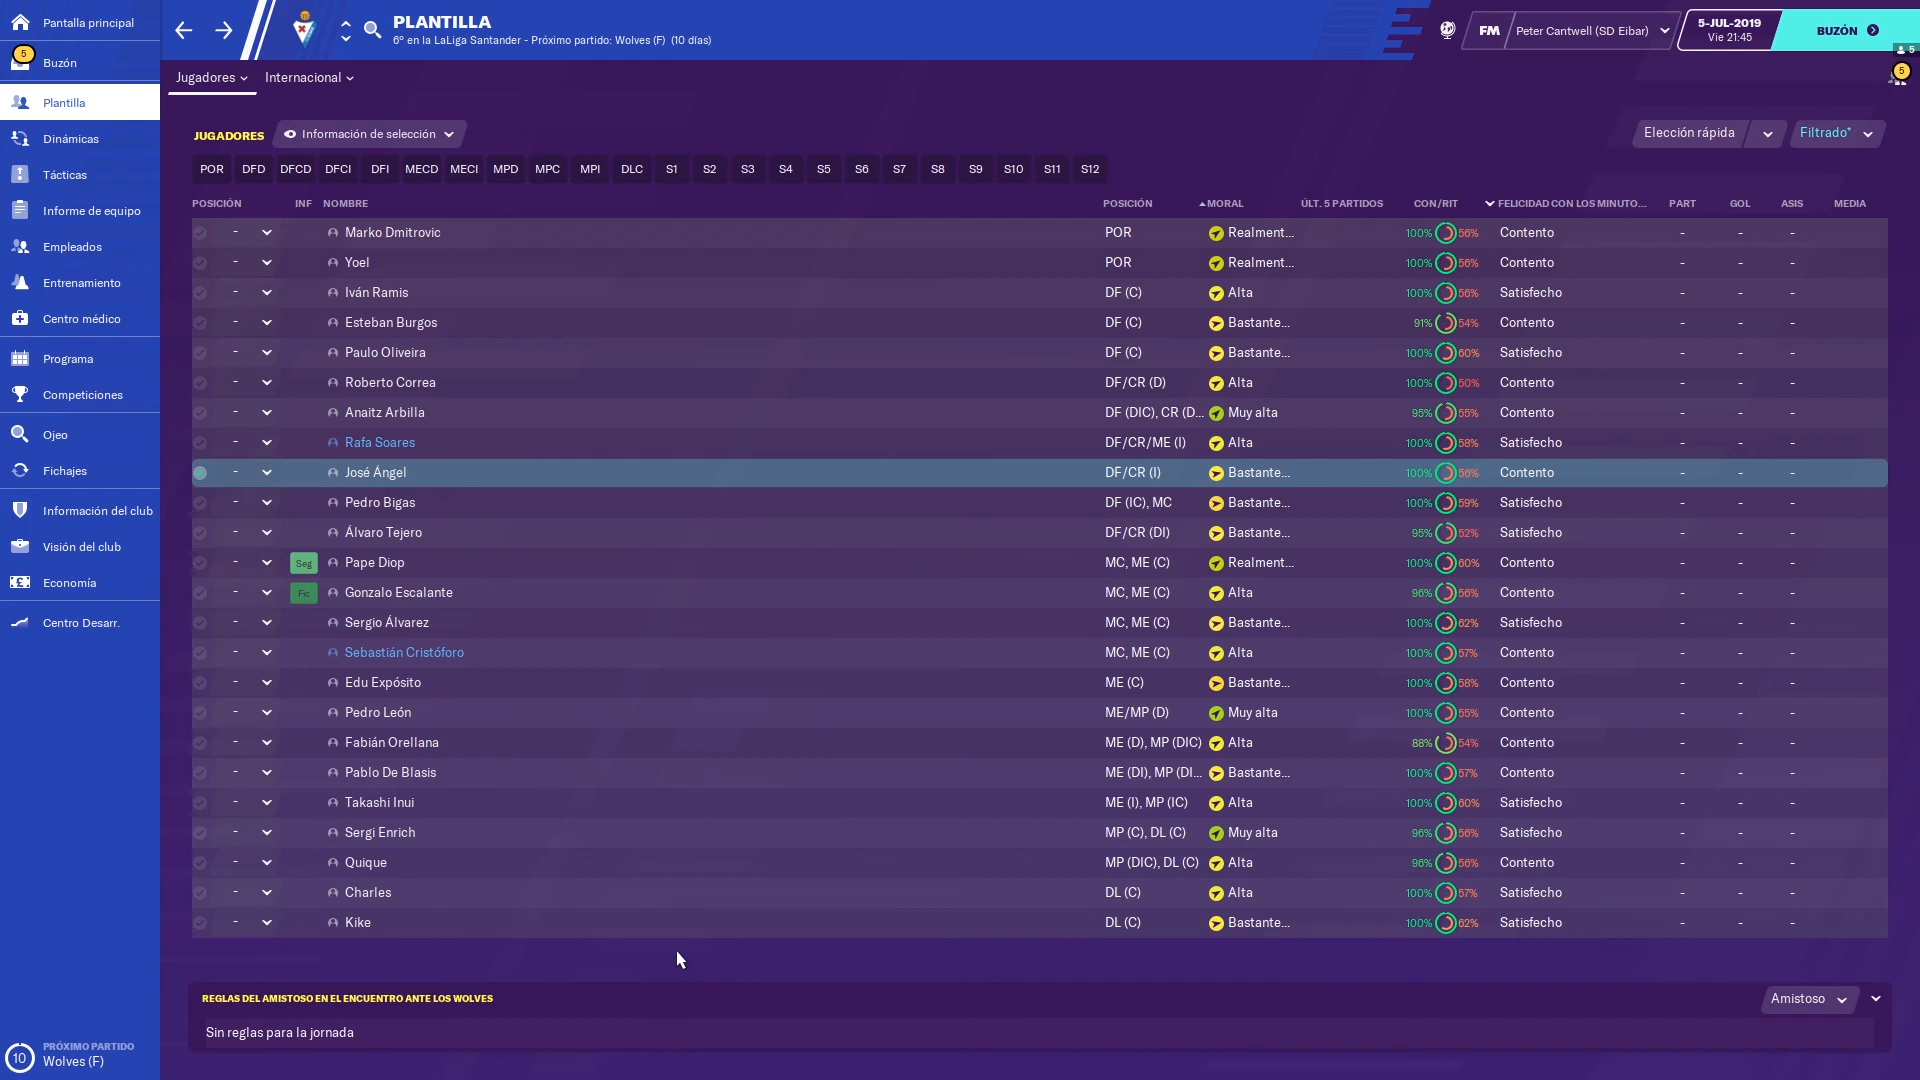 Pantalla principal
5
Buzón
Plantilla
Dinámicas
Tácticas
Informe de equipo
Empleados
Entrenamiento
Centro médico
Programa
Competiciones
Ojeo
Fichajes
Información del club
Visión del club
Economía
Centro Desarr.
10
PRÓXIMO PARTIDO
Wolves (F)
PLANTILLA
6º en la LaLiga Santander - Próximo partido: Wolves (F) (10 días)
FM Peter Cantwell (SD Eibar)
5-JUL-2019
Vie 21:45
BUZÓN
5
5
Jugadores Internacional
JUGADORES Información de selección
Elección rápida Filtrado*
POR DFD DFCD DFCI DFI MECD MECI MPD MPC MPI DLC S1 S2 S3 S4 S5 S6 S7 S8 S9 S10 S11 S12
POSICIÓN INF NOMBRE POSICIÓN MORAL ÚLT. 5 PARTIDOS CON/RIT FELICIDAD CON LOS MINUTO... PART GOL ASIS MEDIA
- Marko Dmitrovic POR Realment... 100% 56% Contento - - -
- Yoel POR Realment... 100% 56% Contento - - -
- Iván Ramis DF (C) Alta 100% 56% Satisfecho - - -
- Esteban Burgos DF (C) Bastante... 91% 54% Contento - - -
- Paulo Oliveira DF (C) Bastante... 100% 60% Satisfecho - - -
- Roberto Correa DF/CR (D) Alta 100% 50% Contento - - -
- Anaitz Arbilla DF (DIC), CR (D... Muy alta 95% 55% Contento - - -
- Rafa Soares DF/CR/ME (I) Alta 100% 58% Satisfecho - - -
- José Ángel DF/CR (I) Bastante... 100% 56% Contento - - -
- Pedro Bigas DF (IC), MC Bastante... 100% 59% Satisfecho - - -
- Álvaro Tejero DF/CR (DI) Bastante... 95% 52% Satisfecho - - -
- Seg Pape Diop MC, ME (C) Realment... 100% 60% Contento - - -
- Fic Gonzalo Escalante MC, ME (C) Alta 96% 56% Contento - - -
- Sergio Álvarez MC, ME (C) Bastante... 100% 62% Satisfecho - - -
- Sebastián Cristóforo MC, ME (C) Alta 100% 57% Contento - - -
- Edu Expósito ME (C) Bastante... 100% 58% Contento - - -
- Pedro León ME/MP (D) Muy alta 100% 55% Contento - - -
- Fabián Orellana ME (D), MP (DIC) Alta 88% 54% Contento - - -
- Pablo De Blasis ME (DI), MP (DI... Bastante... 100% 57% Contento - - -
- Takashi Inui ME (I), MP (IC) Alta 100% 60% Satisfecho - - -
- Sergi Enrich MP (C), DL (C) Muy alta 96% 56% Satisfecho - - -
- Quique MP (DIC), DL (C) Alta 96% 56% Contento - - -
- Charles DL (C) Alta 100% 57% Satisfecho - - -
- Kike DL (C) Bastante... 100% 62% Satisfecho - - -
REGLAS DEL AMISTOSO EN EL ENCUENTRO ANTE LOS WOLVES
Amistoso
Sin reglas para la jornada